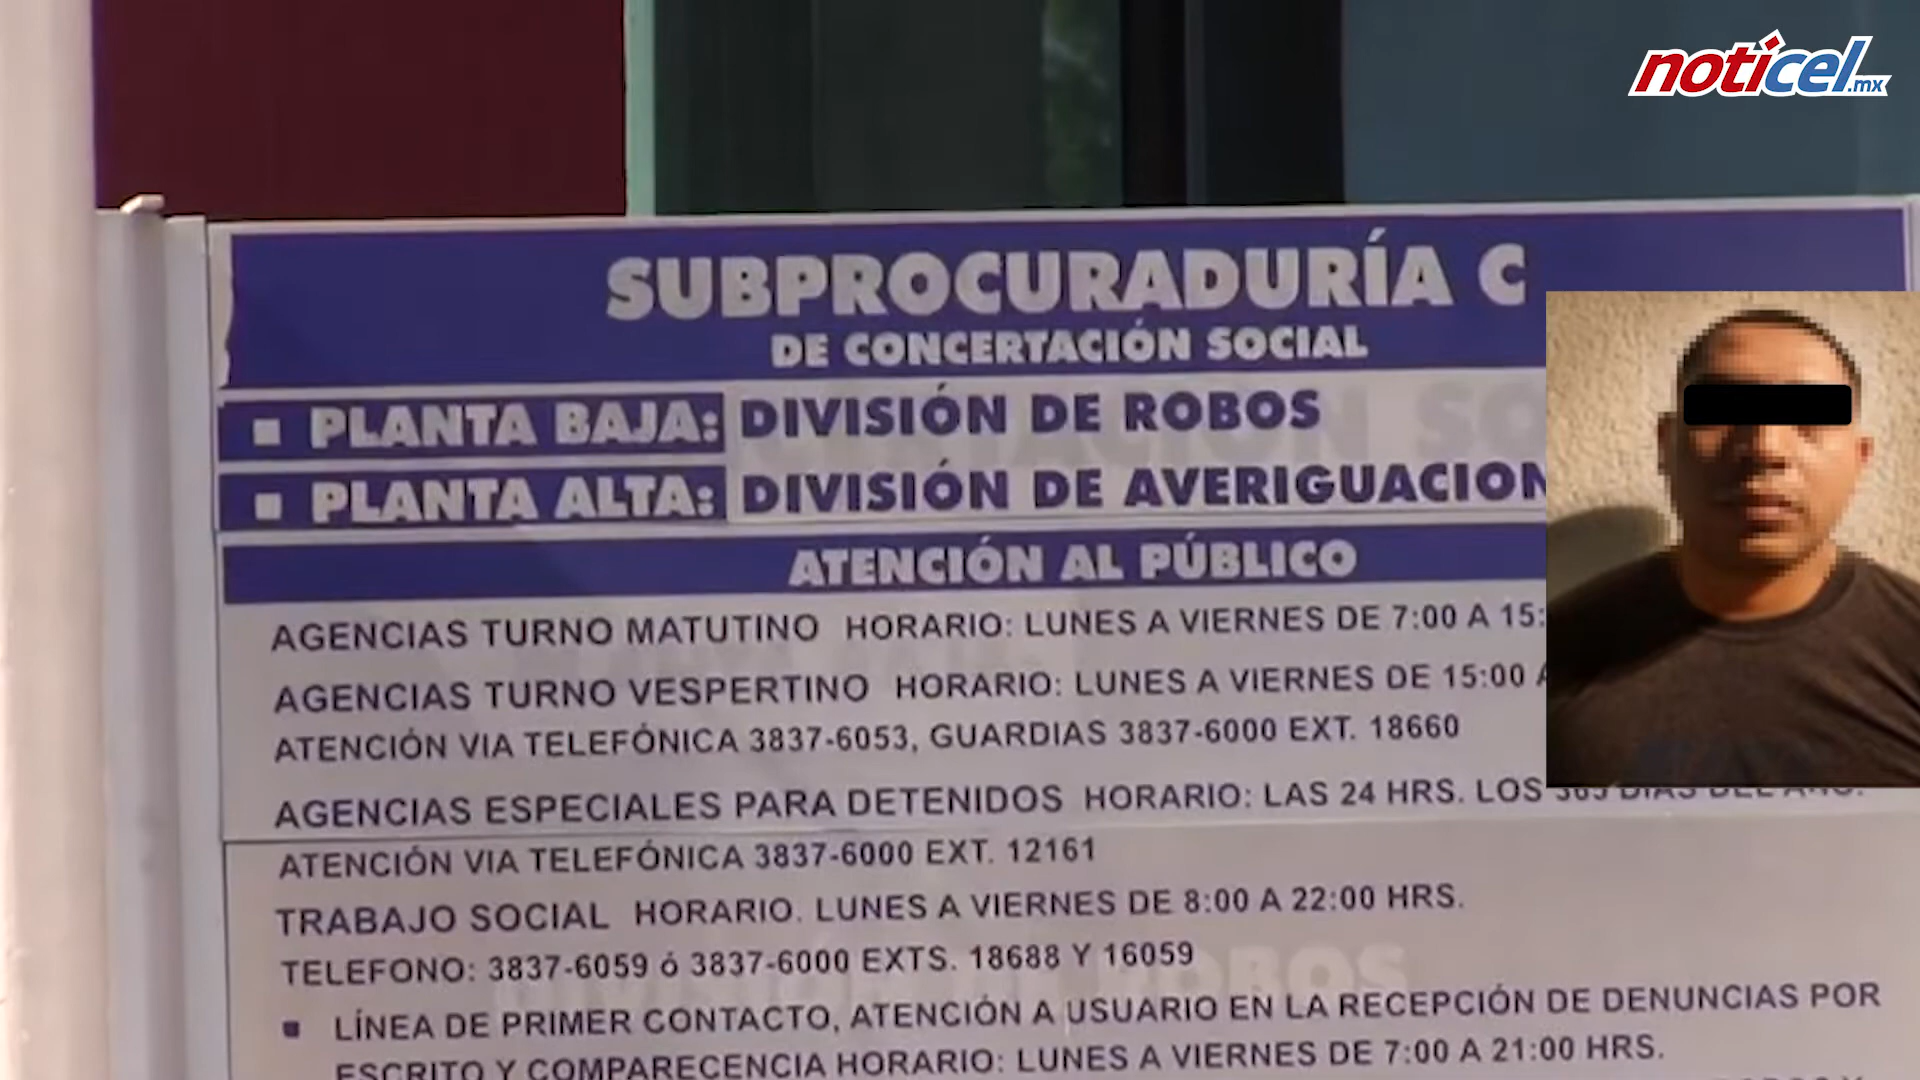 noticel.mx
SUBPROCURADURÍA C
DE CONCERTACIÓN SOCIAL
▪ PLANTA BAJA: DIVISIÓN DE ROBOS
▪ PLANTA ALTA: DIVISIÓN DE AVERIGUACION
ATENCIÓN AL PÚBLICO
AGENCIAS TURNO MATUTINO HORARIO: LUNES A VIERNES DE 7:00 A 15:
AGENCIAS TURNO VESPERTINO HORARIO: LUNES A VIERNES DE 15:00 A
ATENCIÓN VIA TELEFÓNICA 3837-6053, GUARDIAS 3837-6000 EXT. 18660
AGENCIAS ESPECIALES PARA DETENIDOS HORARIO: LAS 24 HRS. LOS 365 DIAS DEL AÑO.
ATENCIÓN VIA TELEFÓNICA 3837-6000 EXT. 12161
TRABAJO SOCIAL HORARIO. LUNES A VIERNES DE 8:00 A 22:00 HRS.
TELEFONO: 3837-6059 ó 3837-6000 EXTS. 18688 Y 16059
▪ LÍNEA DE PRIMER CONTACTO, ATENCIÓN A USUARIO EN LA RECEPCIÓN DE DENUNCIAS POR
ESCRITO Y COMPARECENCIA HORARIO: LUNES A VIERNES DE 7:00 A 21:00 HRS.